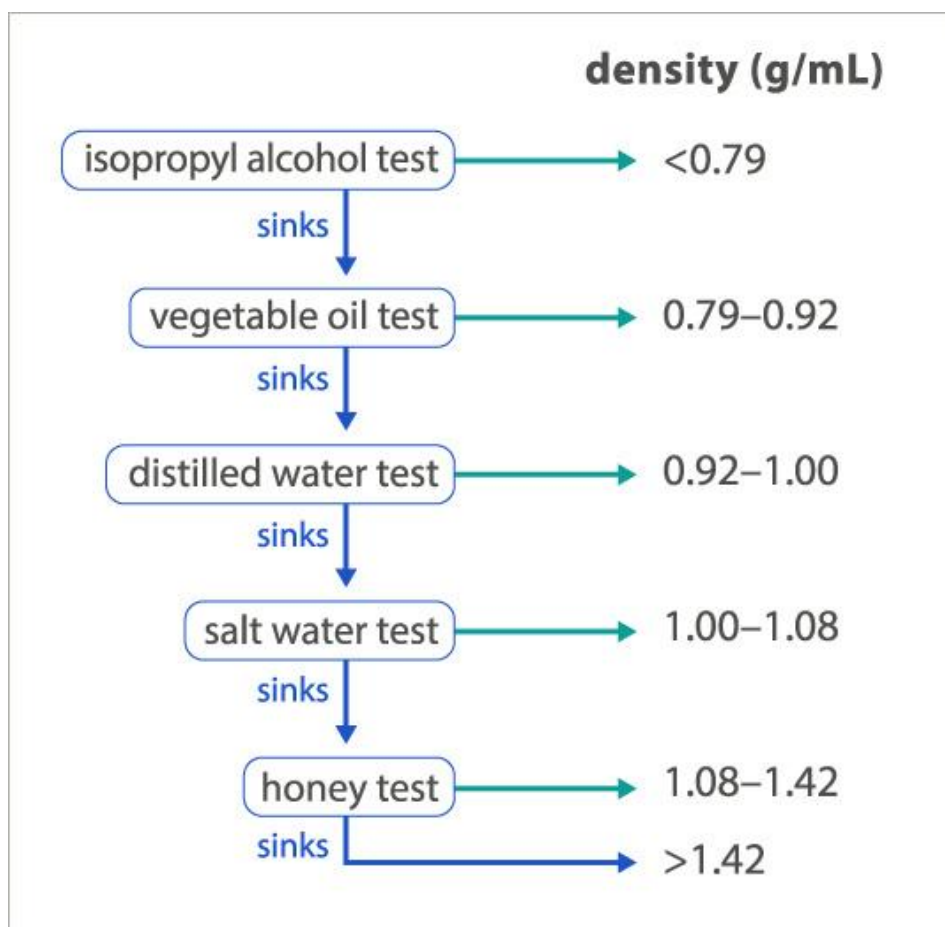 density (g/mL)
isopropyl alcohol test
<0.79
sinks
vegetable oil test
0.79–0.92
sinks
distilled water test
0.92–1.00
sinks
salt water test
1.00–1.08
sinks
honey test
1.08–1.42
sinks
>1.42